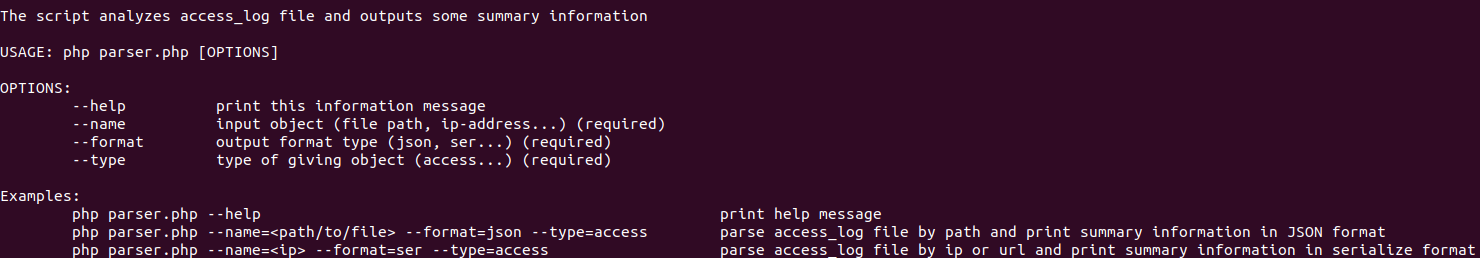 The script analyzes access_log file and outputs some summary information
USAGE: php parser.php [OPTIONS]
OPTIONS:
--help print this information message
--name input object (file path, ip-address...) (required)
--format output format type (json, ser...) (required)
--type type of giving object (access...) (required)
Examples:
php parser.php --help print help message
php parser.php --name=<path/to/file> --format=json --type=access parse access_log file by path and print summary information in JSON format
php parser.php --name=<ip> --format=ser --type=access parse access_log file by ip or url and print summary information in serialize format